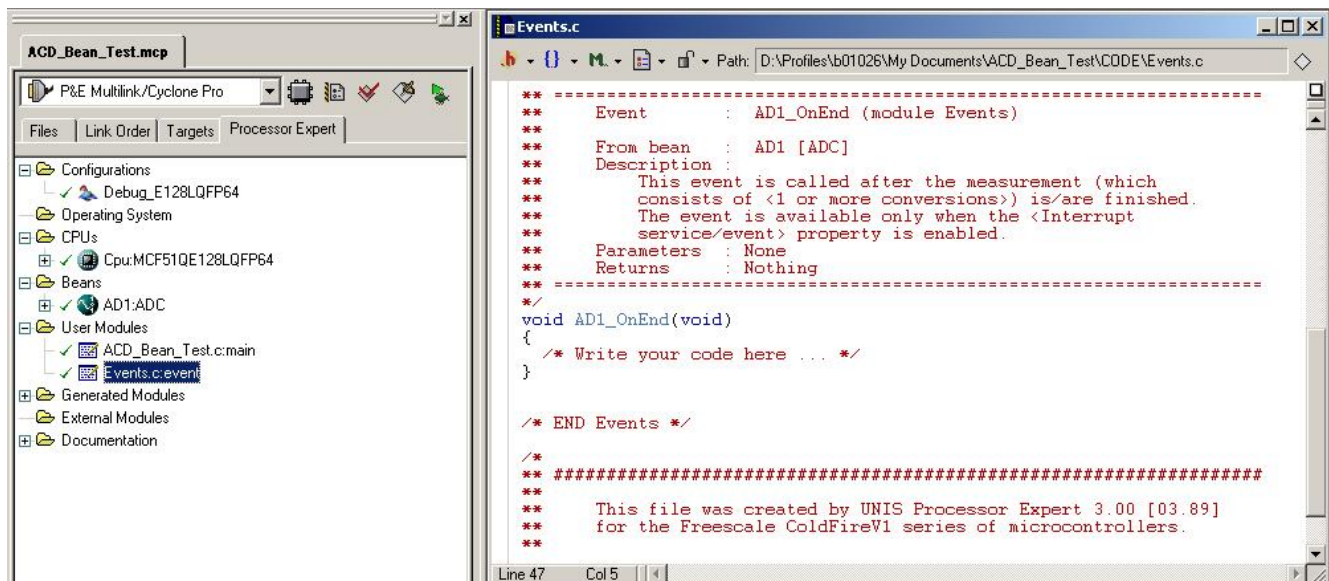 ACD_Bean_Test.mcp
P&E Multilink/Cyclone Pro
Files Link Order Targets Processor Expert
Configurations
Debug_E128LQFP64
Operating System
CPUs
Cpu:MCF51QE128LQFP64
Beans
AD1:ADC
User Modules
ACD_Bean_Test.c:main
Events.c:event
Generated Modules
External Modules
Documentation
Events.c
.h {} M. Path: D:\Profiles\b01026\My Documents\ACD_Bean_Test\CODE\Events.c
** ===================================================================
** Event : AD1_OnEnd (module Events)
**
** From bean : AD1 [ADC]
** Description :
** This event is called after the measurement (which
** consists of <1 or more conversions>) is/are finished.
** The event is available only when the <Interrupt
** service/event> property is enabled.
** Parameters : None
** Returns : Nothing
** ===================================================================
*/
void AD1_OnEnd(void)
{
/* Write your code here ... */
}
/* END Events */
/*
** ###################################################################
**
** This file was created by UNIS Processor Expert 3.00 [03.89]
** for the Freescale ColdFireV1 series of microcontrollers.
**
Line 47 Col 5